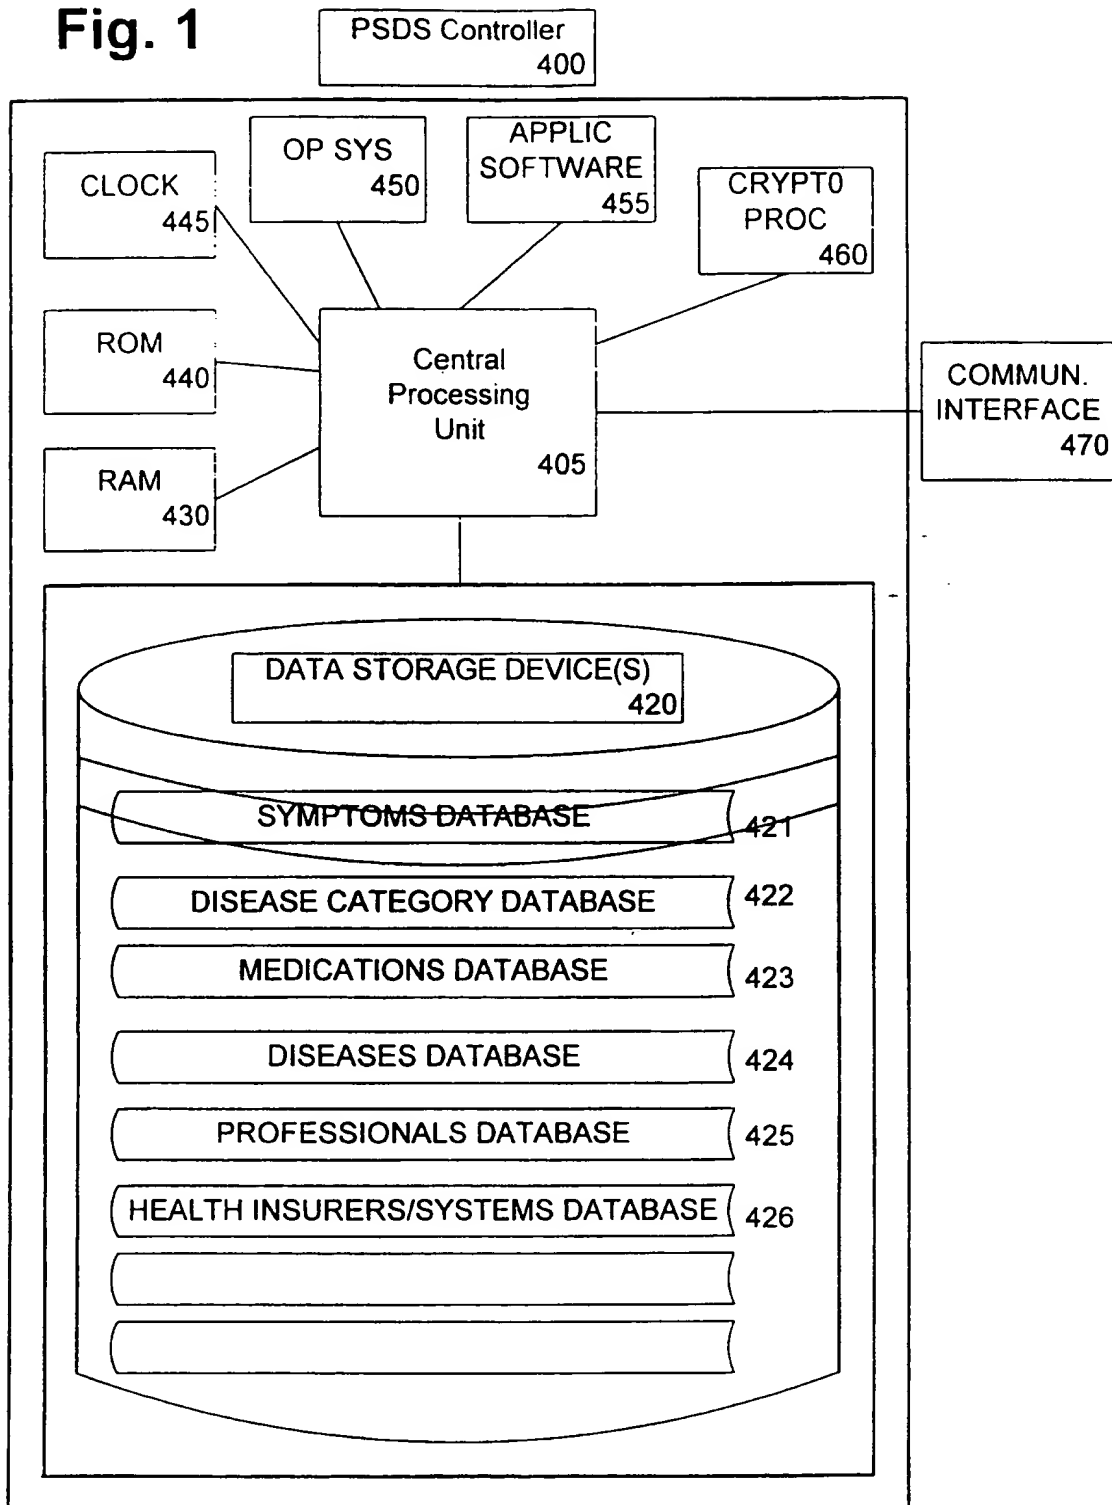 Fig. 1
PSDS Controller
400
CLOCK
445
OP SYS
450
APPLIC
SOFTWARE
455
CRYPT0
PROC
460
ROM
440
Central
Processing
Unit
405
COMMUN.
INTERFACE
470
RAM
430
DATA STORAGE DEVICE(S)
420
SYMPTOMS DATABASE
421
DISEASE CATEGORY DATABASE
422
MEDICATIONS DATABASE
423
DISEASES DATABASE
424
PROFESSIONALS DATABASE
425
HEALTH INSURERS/SYSTEMS DATABASE
426